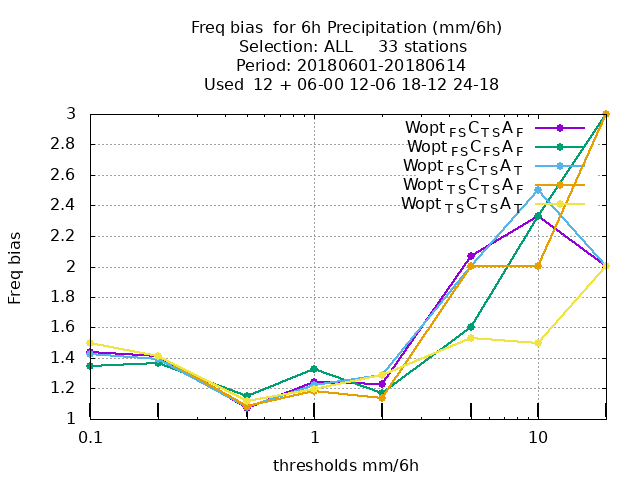 Freq bias  for 6h Precipitation (mm/6h)
Selection: ALL     33 stations
Period: 20180601-20180614
Used  12 + 06-00 12-06 18-12 24-18
Wopt FS C TS A F
Wopt FS C FS A F
Wopt FS C TS A T
Wopt TS C TS A F
Wopt TS C TS A T
3
2.8
2.6
2.4
2.2
2
1.8
1.6
1.4
1.2
1
Freq bias
0.1 1 10
thresholds mm/6h